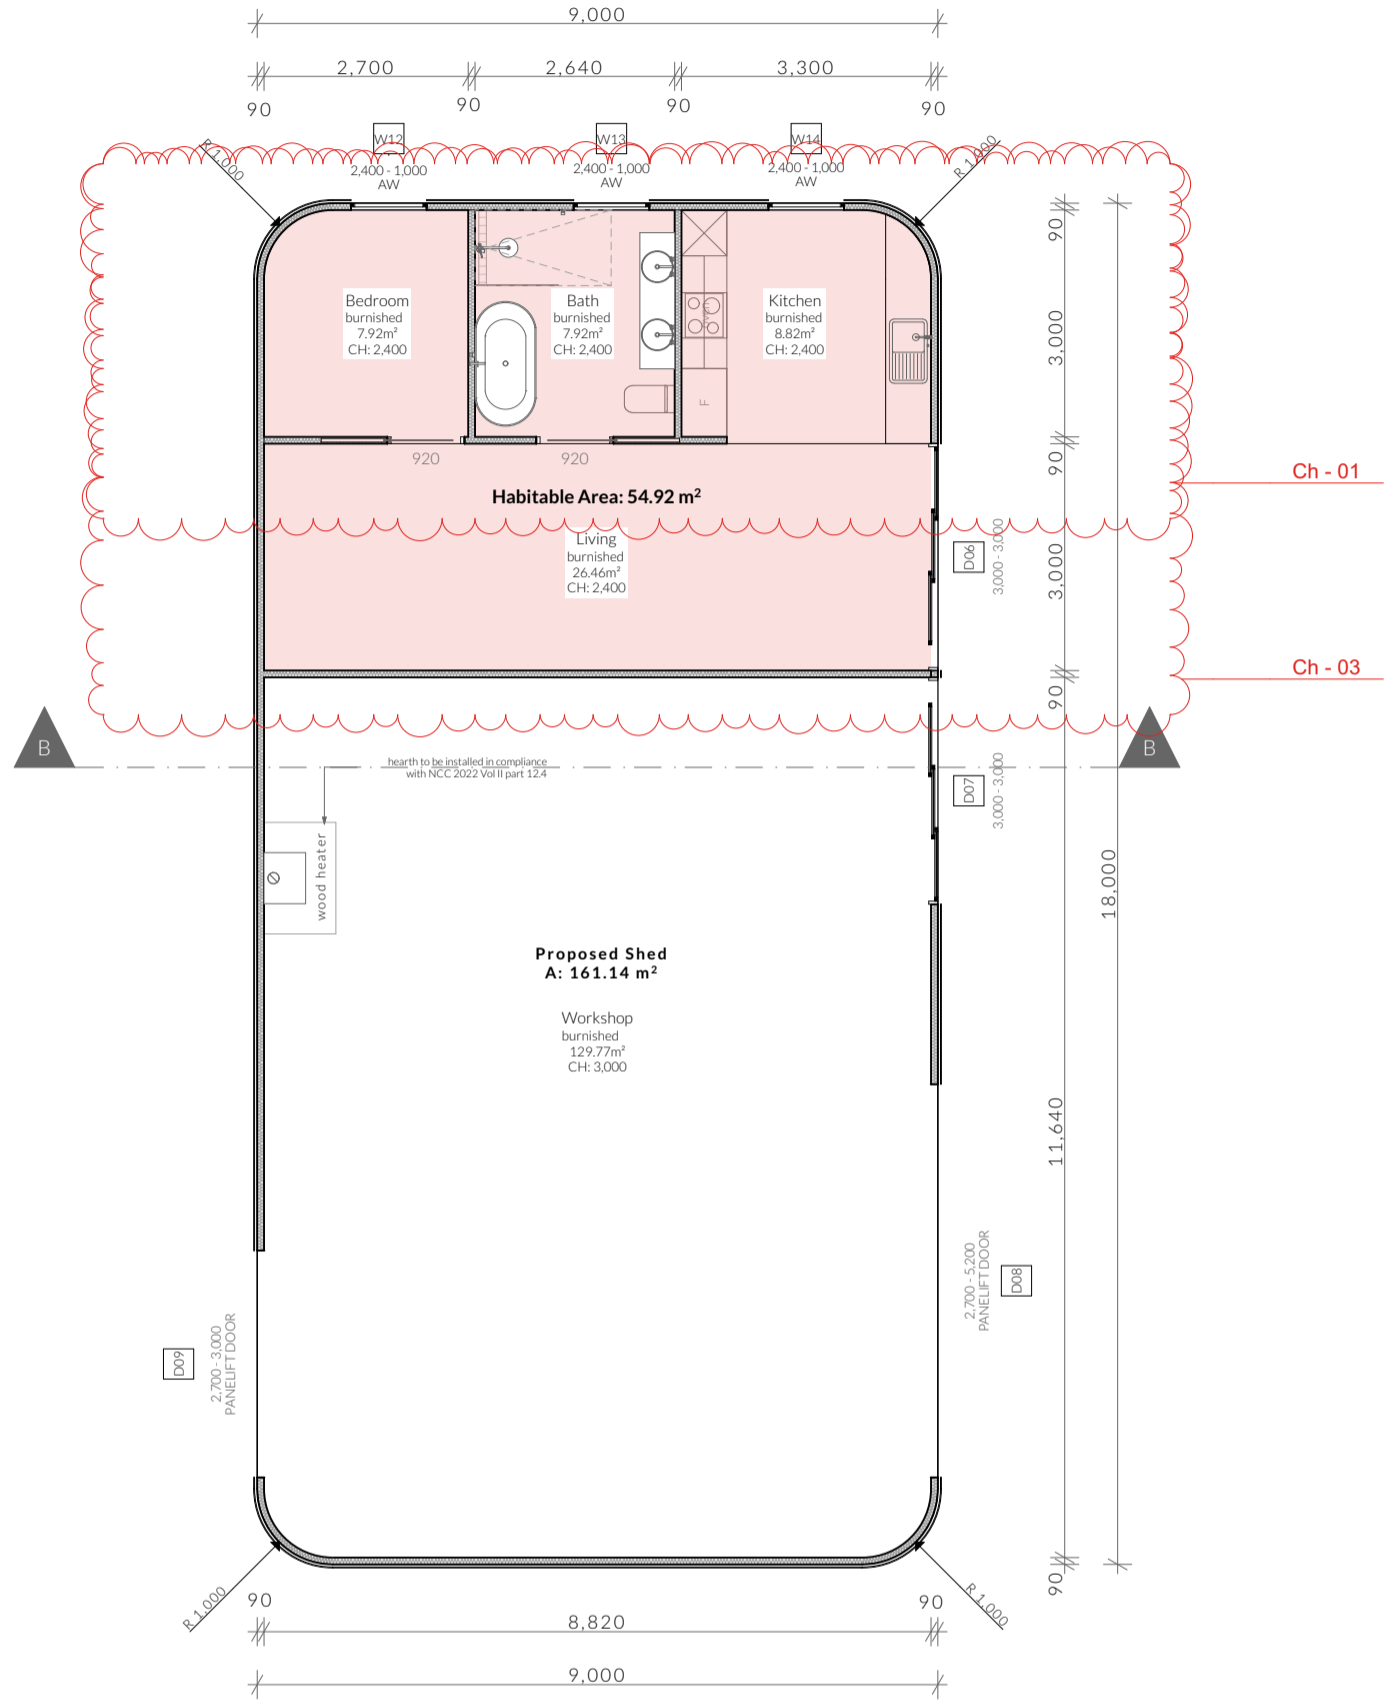 9,000
2,700
2,640
3,300
90
90
90
90
W12
W13
W14
R 1,000
2,400 - 1,000
AW
2,400 - 1,000
AW
2,400 - 1,000
AW
R 1,000
90
Bedroom
burnished
7.92m²
CH: 2,400
Bath
burnished
7.92m²
CH: 2,400
Kitchen
burnished
8.82m²
CH: 2,400
3,000
F
920
920
90
Ch - 01
Habitable Area: 54.92 m²
Living
burnished
26.46m²
CH: 2,400
D06
3,000 - 3,000
3,000
Ch - 03
90
B
B
hearth to be installed in compliance
with NCC 2022 Vol II part 12.4
D07
3,000 - 3,000
wood heater
18,000
Proposed Shed
A: 161.14 m²
Workshop
burnished
129.77m²
CH: 3,000
11,640
2,700 - 5,200
PANELIFT DOOR
D08
D09
2,700 - 3,000
PANELIFT DOOR
R 1,000
90
90
R 1,000
90
8,820
9,000